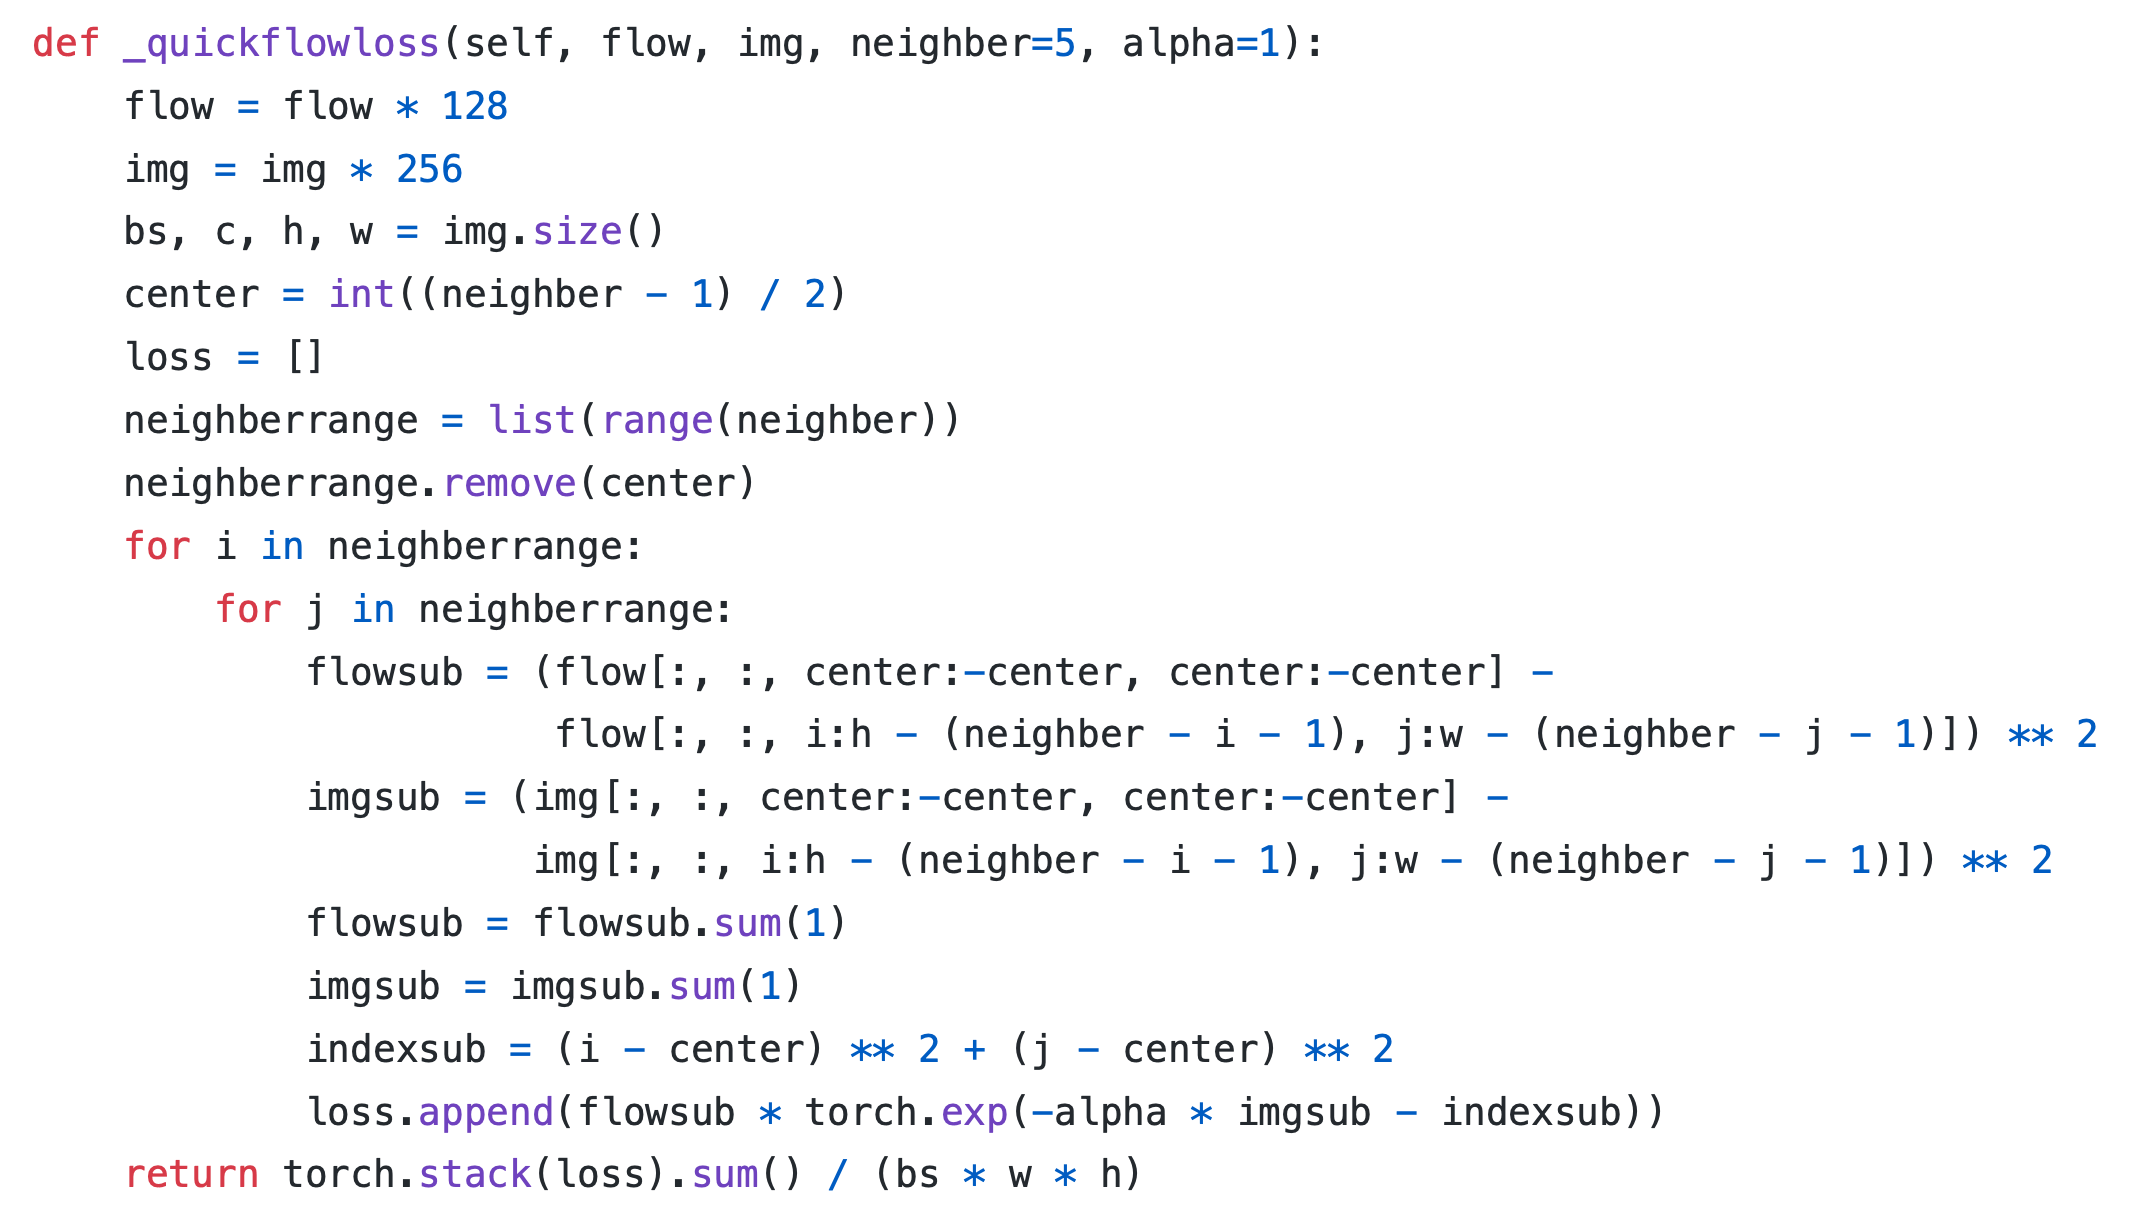 def _quickflowloss(self, flow, img, neighber=5, alpha=1):
    flow = flow * 128
    img = img * 256
    bs, c, h, w = img.size()
    center = int((neighber - 1) / 2)
    loss = []
    neighberrange = list(range(neighber))
    neighberrange.remove(center)
    for i in neighberrange:
        for j in neighberrange:
            flowsub = (flow[:, :, center:-center, center:-center] -
                       flow[:, :, i:h - (neighber - i - 1), j:w - (neighber - j - 1)]) ** 2
            imgsub = (img[:, :, center:-center, center:-center] -
                      img[:, :, i:h - (neighber - i - 1), j:w - (neighber - j - 1)]) ** 2
            flowsub = flowsub.sum(1)
            imgsub = imgsub.sum(1)
            indexsub = (i - center) ** 2 + (j - center) ** 2
            loss.append(flowsub * torch.exp(-alpha * imgsub - indexsub))
    return torch.stack(loss).sum() / (bs * w * h)